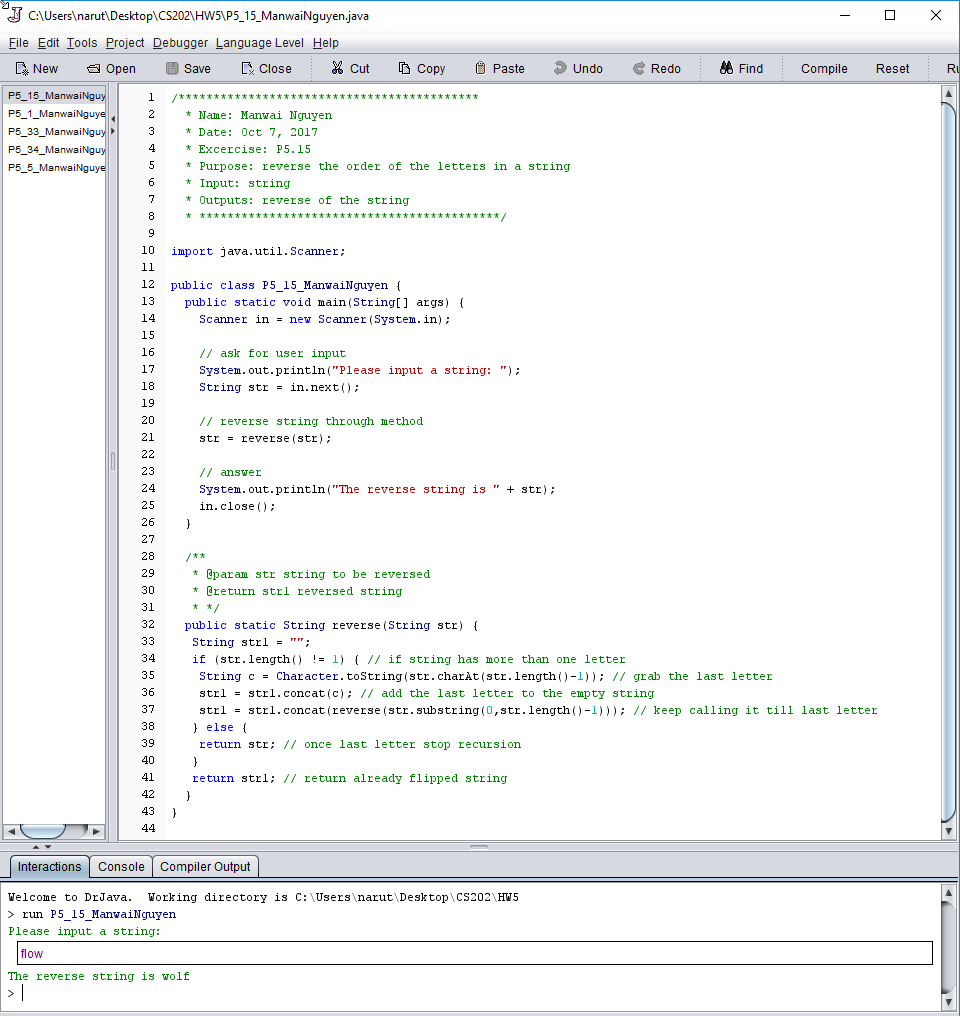 C:\Users\narut\Desktop\CS202\HW5\P5_15_ManwaiNguyen.java
File Edit Tools Project Debugger Language Level Help
New Open Save Close Cut Copy Paste Undo Redo Find Compile Reset Ru
P5_15_ManwaiNguy
P5_1_ManwaiNguye
P5_33_ManwaiNguy
P5_34_ManwaiNguy
P5_5_ManwaiNguye
1 /*******************************************
2 * Name: Manwai Nguyen
3 * Date: Oct 7, 2017
4 * Excercise: P5.15
5 * Purpose: reverse the order of the letters in a string
6 * Input: string
7 * Outputs: reverse of the string
8 * *******************************************/
9
10 import java.util.Scanner;
11
12 public class P5_15_ManwaiNguyen {
13 public static void main(String[] args) {
14 Scanner in = new Scanner(System.in);
15
16 // ask for user input
17 System.out.println("Please input a string: ");
18 String str = in.next();
19
20 // reverse string through method
21 str = reverse(str);
22
23 // answer
24 System.out.println("The reverse string is " + str);
25 in.close();
26 }
27
28 /**
29 * @param str string to be reversed
30 * @return str1 reversed string
31 * */
32 public static String reverse(String str) {
33 String str1 = "";
34 if (str.length() != 1) { // if string has more than one letter
35 String c = Character.toString(str.charAt(str.length()-1)); // grab the last letter
36 str1 = str1.concat(c); // add the last letter to the empty string
37 str1 = str1.concat(reverse(str.substring(0,str.length()-1))); // keep calling it till last letter
38 } else {
39 return str; // once last letter stop recursion
40 }
41 return str1; // return already flipped string
42 }
43 }
44
Interactions Console Compiler Output
Welcome to DrJava. Working directory is C:\Users\narut\Desktop\CS202\HW5
> run P5_15_ManwaiNguyen
Please input a string:
flow
The reverse string is wolf
>